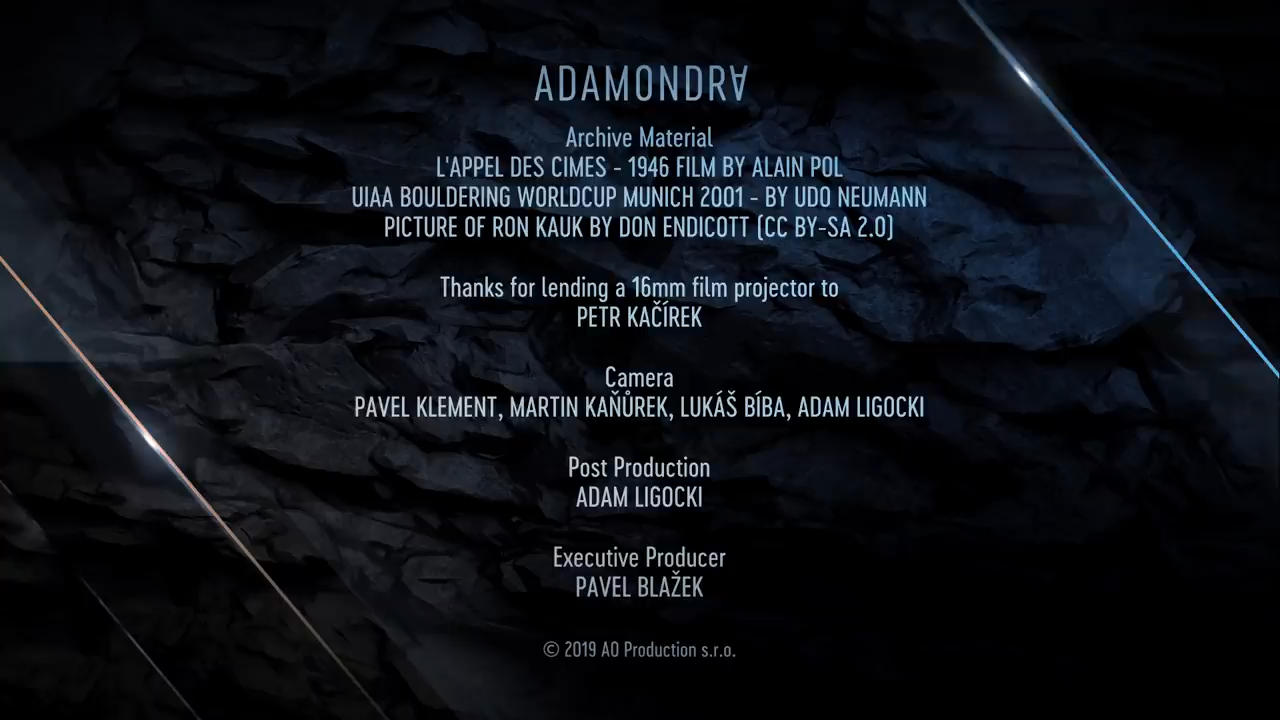 ADAMONDRA
Archive Material
L'APPEL DES CIMES - 1946 FILM BY ALAIN POL
UIAA BOULDERING WORLDCUP MUNICH 2001 - BY UDO NEUMANN
PICTURE OF RON KAUK BY DON ENDICOTT (CC BY-SA 2.0)
Thanks for lending a 16mm film projector to
PETR KAČÍREK
Camera
PAVEL KLEMENT, MARTIN KAŇŮREK, LUKÁŠ BÍBA, ADAM LIGOCKI
Post Production
ADAM LIGOCKI
Executive Producer
PAVEL BLAŽEK
© 2019 AO Production s.r.o.